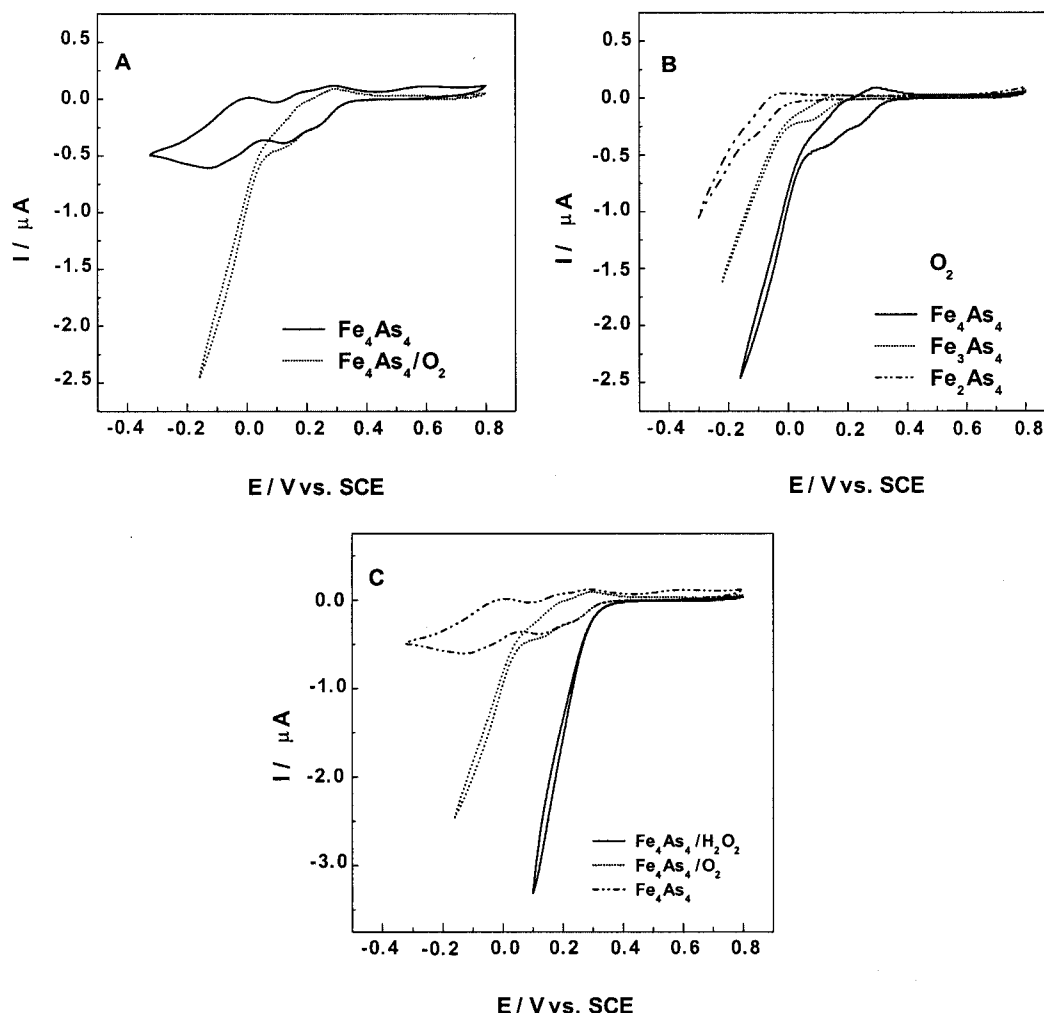 A
0.5
0.0
-0.5
-1.0
-1.5
-2.0
-2.5
I / μA
Fe₄As₄
Fe₄As₄/O₂
-0.4 -0.2 0.0 0.2 0.4 0.6 0.8
E / V vs. SCE
B
0.5
0.0
-0.5
-1.0
-1.5
-2.0
-2.5
I / μA
O₂
Fe₄As₄
Fe₃As₄
Fe₂As₄
-0.4 -0.2 0.0 0.2 0.4 0.6 0.8
E / V vs. SCE
C
0.0
-1.0
-2.0
-3.0
I / μA
Fe₄As₄/H₂O₂
Fe₄As₄/O₂
Fe₄As₄
-0.4 -0.2 0.0 0.2 0.4 0.6 0.8
E / V vs. SCE